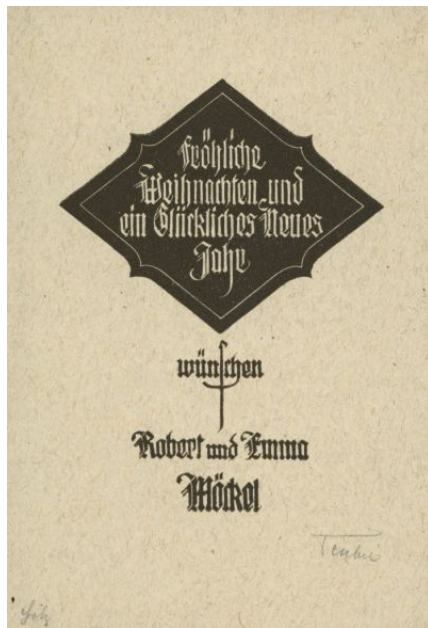 Fröhliche
Weihnachten und
ein Glückliches Neues
Jahr
wünschen
Robert und Emma
Möckel